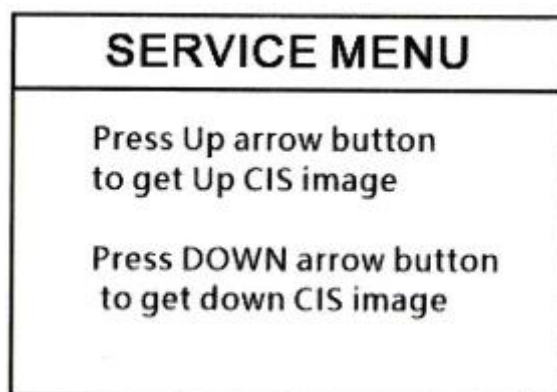 SERVICE MENU
Press Up arrow button
to get Up CIS image
Press DOWN arrow button
to get down CIS image